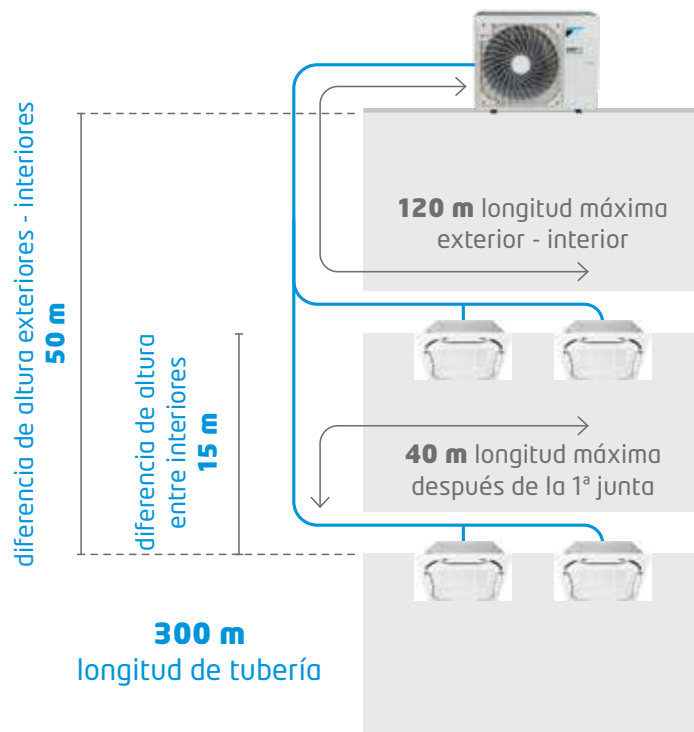 diferencia de altura exteriores - interiores
50 m
120 m longitud máxima
exterior - interior
diferencia de altura
entre interiores
15 m
40 m longitud máxima
después de la 1ª junta
300 m
longitud de tubería